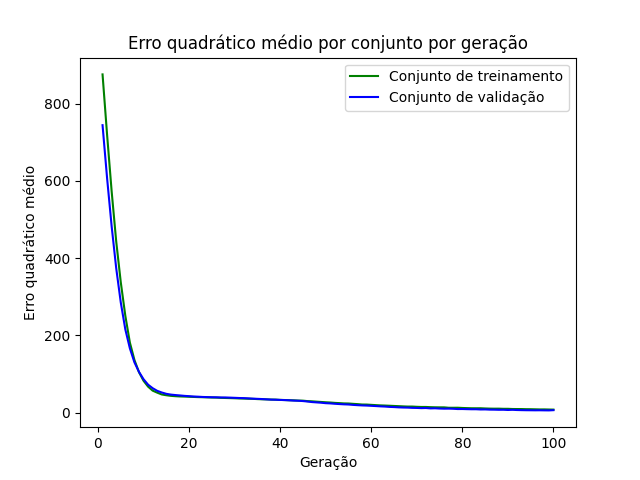 Erro quadrático médio por conjunto por geração
Conjunto de treinamento
Conjunto de validação
Erro quadrático médio
800
600
400
200
0
0 20 40 60 80 100
Geração